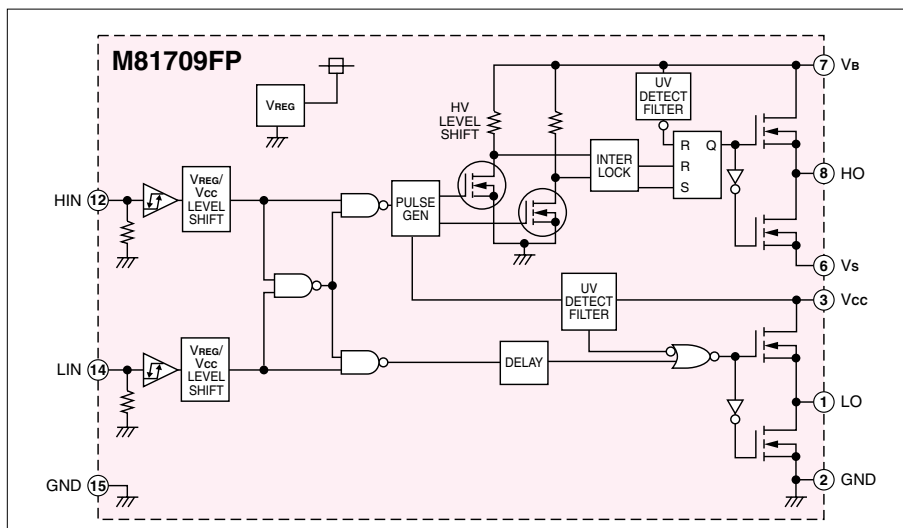 M81709FP
VREG
HV
LEVEL
SHIFT
UV
DETECT
FILTER
7 VB
R Q
R
S
INTER
LOCK
8 HO
HIN 12
VREG/
VCC
LEVEL
SHIFT
PULSE
GEN
6 VS
UV
DETECT
FILTER
3 VCC
LIN 14
VREG/
VCC
LEVEL
SHIFT
DELAY
1 LO
GND 15
2 GND